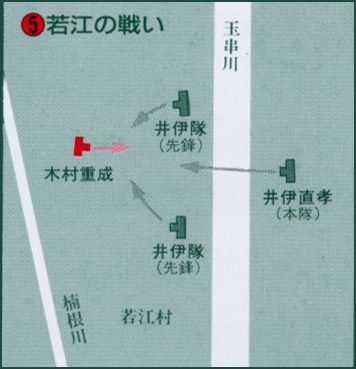 ❺若江の戦い
玉串川
井伊隊
(先鋒)
木村重成
井伊直孝
(本隊)
井伊隊
(先鋒)
若江村
楠根川